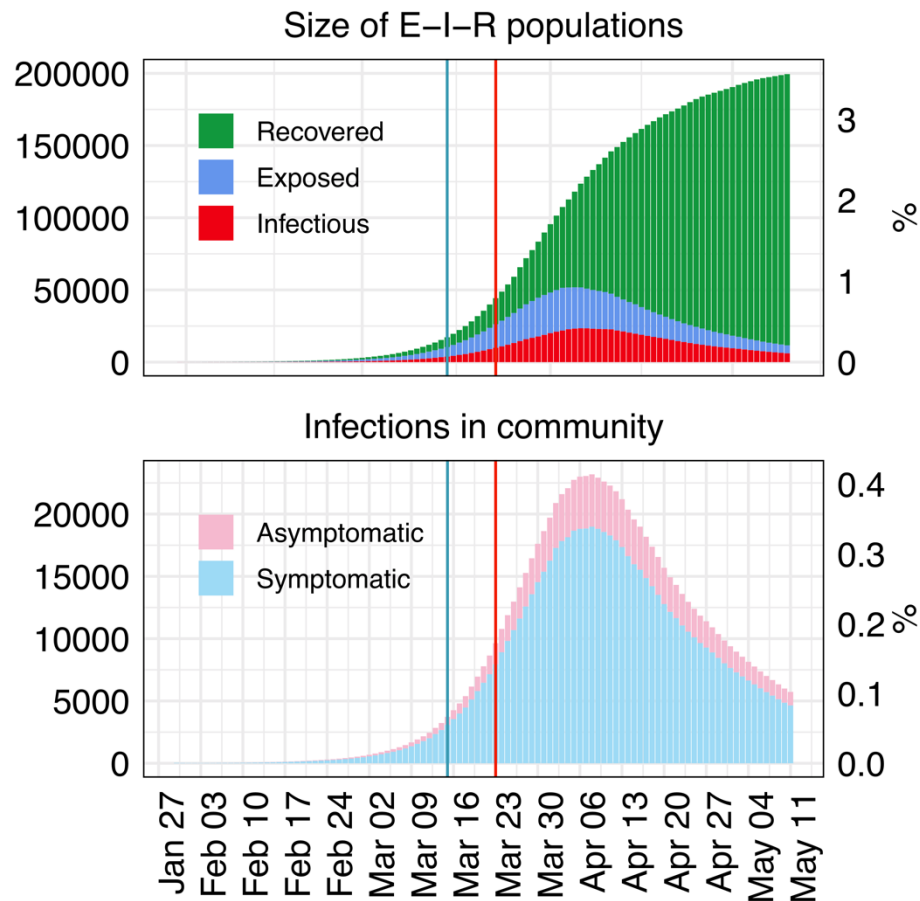 Size of E–I–R populations
200000
150000
100000
50000
0
Recovered
Exposed
Infectious
3
2
1
0
%
Infections in community
20000
15000
10000
5000
0
Asymptomatic
Symptomatic
0.4
0.3
0.2
0.1
0.0
%
Jan 27
Feb 03
Feb 10
Feb 17
Feb 24
Mar 02
Mar 09
Mar 16
Mar 23
Mar 30
Apr 06
Apr 13
Apr 20
Apr 27
May 04
May 11